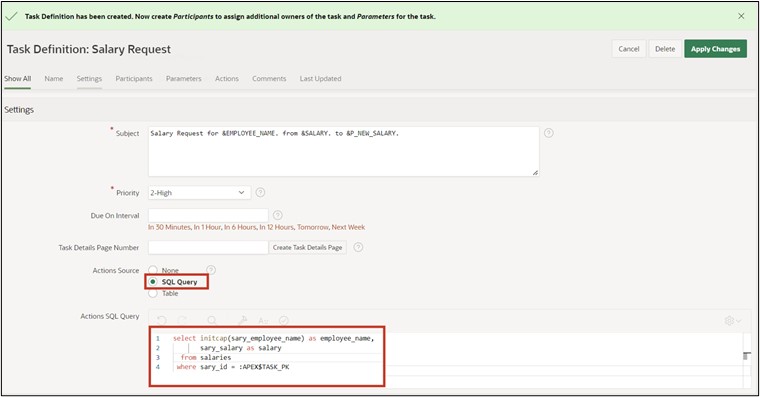 Task Definition has been created. Now create Participants to assign additional owners of the task and Parameters for the task.
Task Definition: Salary Request
Cancel
Delete
Apply Changes
Show All
Name
Settings
Participants
Parameters
Actions
Comments
Last Updated
Settings
* Subject
Salary Request for &EMPLOYEE_NAME. from &SALARY. to &P_NEW_SALARY.
* Priority
2-High
Due On Interval
In 30 Minutes, In 1 Hour, In 6 Hours, In 12 Hours, Tomorrow, Next Week
Task Details Page Number
Create Task Details Page
Actions Source
None
SQL Query
Table
Actions SQL Query
1 select initcap(sary_employee_name) as employee_name,
2 sary_salary as salary
3 from salaries
4 where sary_id = :APEX$TASK_PK